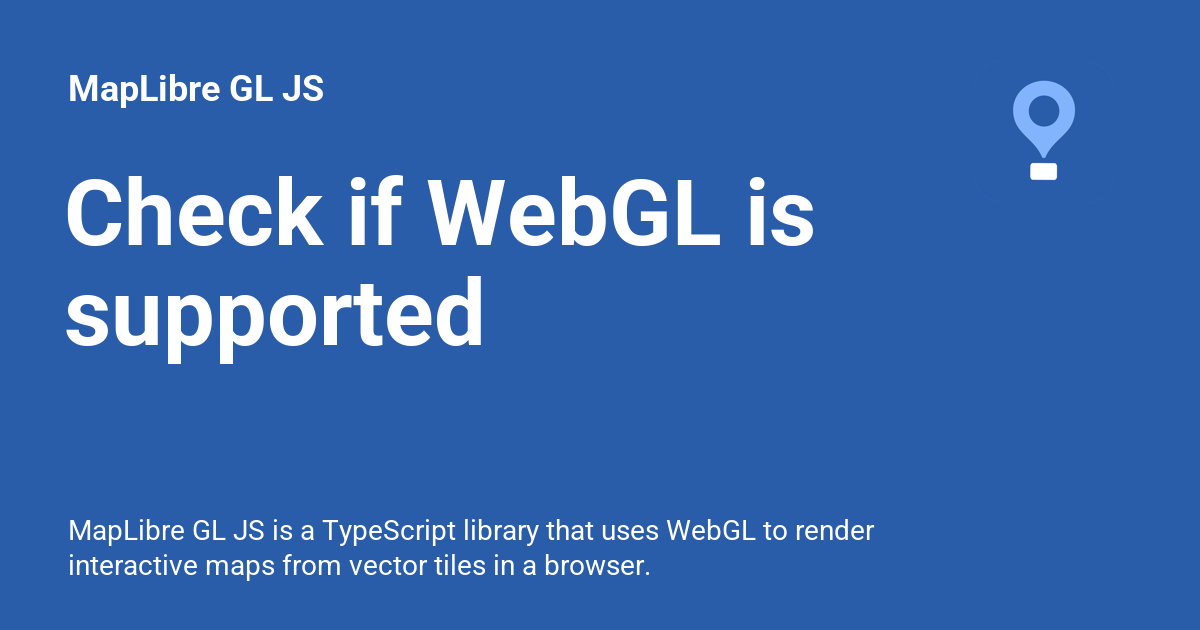 MapLibre GL JS
Check if WebGL is
supported
MapLibre GL JS is a TypeScript library that uses WebGL to render
interactive maps from vector tiles in a browser.